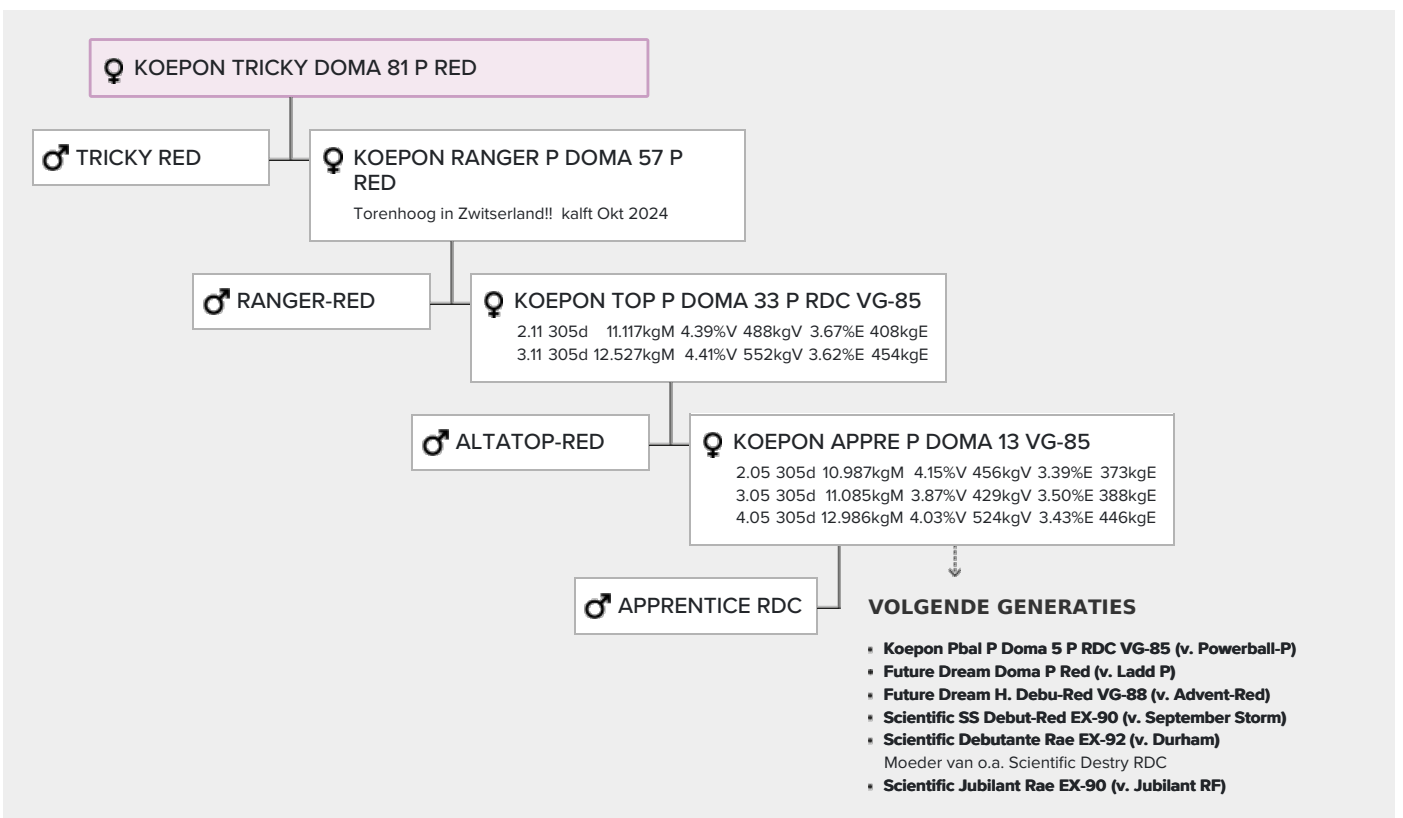 KOEPON TRICKY DOMA 81 P RED
TRICKY RED
KOEPON RANGER P DOMA 57 P
RED
Torenhoog in Zwitserland!! kalft Okt 2024
RANGER-RED
KOEPON TOP P DOMA 33 P RDC VG-85
2.11 305d 11.117kgM 4.39%V 488kgV 3.67%E 408kgE
3.11 305d 12.527kgM 4.41%V 552kgV 3.62%E 454kgE
ALTATOP-RED
KOEPON APPRE P DOMA 13 VG-85
2.05 305d 10.987kgM 4.15%V 456kgV 3.39%E 373kgE
3.05 305d 11.085kgM 3.87%V 429kgV 3.50%E 388kgE
4.05 305d 12.986kgM 4.03%V 524kgV 3.43%E 446kgE
APPRENTICE RDC
VOLGENDE GENERATIES
Koepon Pbal P Doma 5 P RDC VG-85 (v. Powerball-P)
Future Dream Doma P Red (v. Ladd P)
Future Dream H. Debu-Red VG-88 (v. Advent-Red)
Scientific SS Debut-Red EX-90 (v. September Storm)
Scientific Debutante Rae EX-92 (v. Durham)
Moeder van o.a. Scientific Destry RDC
Scientific Jubilant Rae EX-90 (v. Jubilant RF)